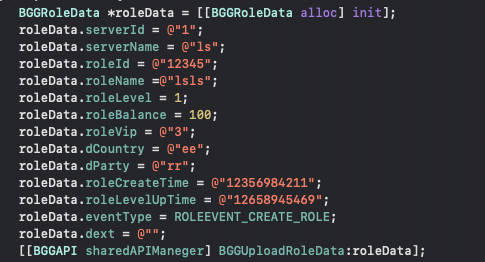 BGGRoleData *roleData = [[BGGRoleData alloc] init];
roleData.serverId = @"1";
roleData.serverName = @"ls";
roleData.roleId = @"12345";
roleData.roleName =@"lsls";
roleData.roleLevel = 1;
roleData.roleBalance = 100;
roleData.roleVip = @"3";
roleData.dCountry = @"ee";
roleData.dParty = @"rr";
roleData.roleCreateTime = @"12356984211";
roleData.roleLevelUpTime = @"12658945469";
roleData.eventType = ROLEEVENT_CREATE_ROLE;
roleData.dext = @"";
[[BGGAPI sharedAPIManeger] BGGUploadRoleData:roleData];